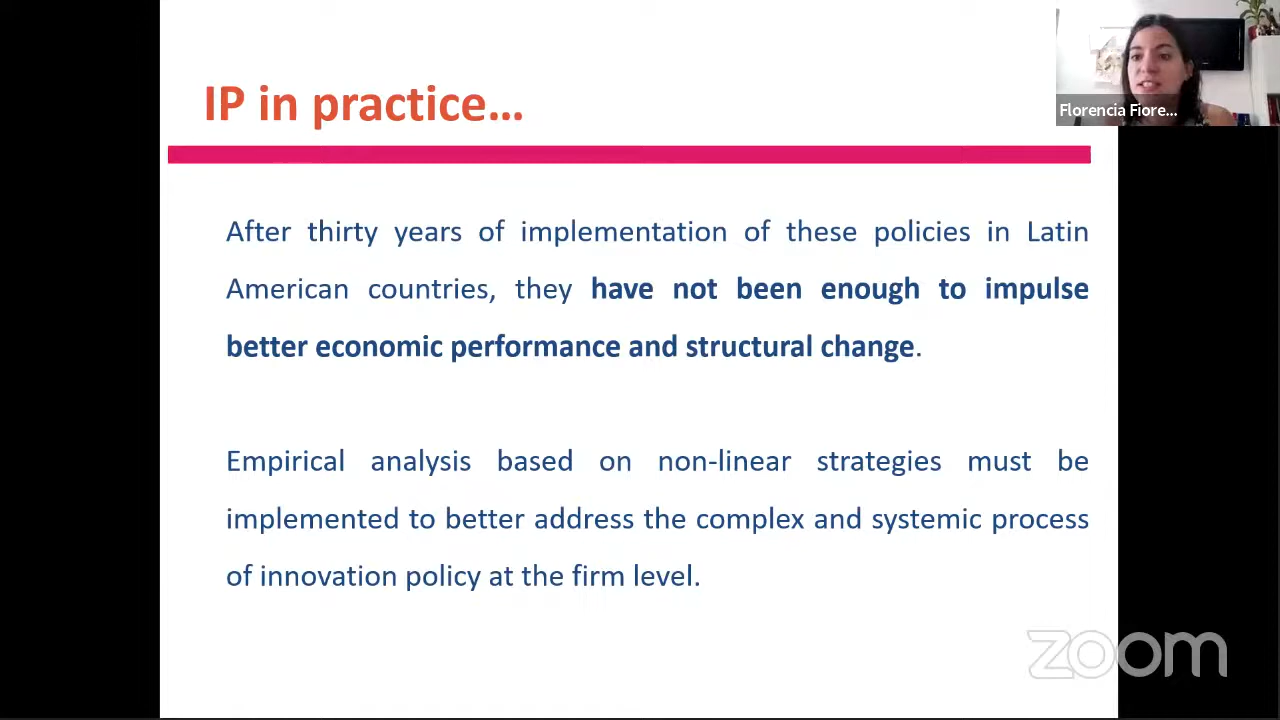 IP in practice…
Florencia Fiore...
After thirty years of implementation of these policies in Latin
American countries, they have not been enough to impulse
better economic performance and structural change.
Empirical analysis based on non-linear strategies must be
implemented to better address the complex and systemic process
of innovation policy at the firm level.
zoom